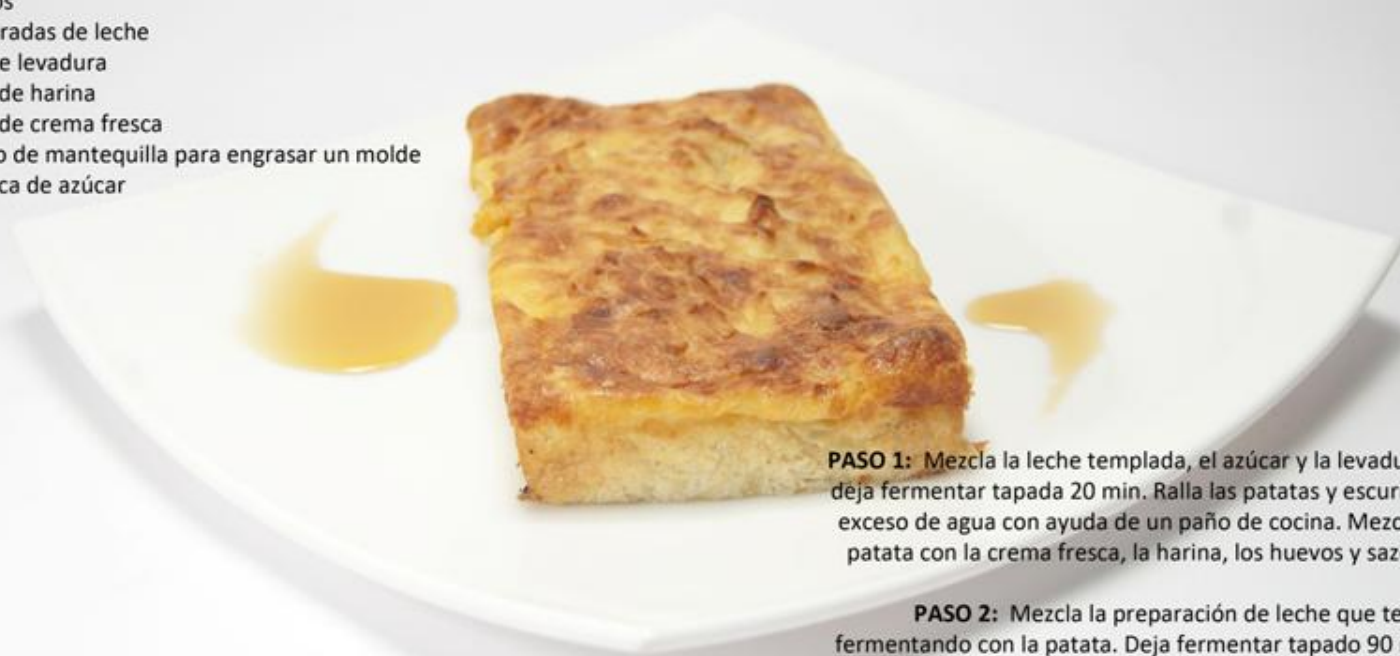 os
radas de leche
e levadura
de harina
de crema fresca
o de mantequilla para engrasar un molde
ca de azúcar
PASO 1: Mezcla la leche templada, el azúcar y la levadu
deja fermentar tapada 20 min. Ralla las patatas y escur
exceso de agua con ayuda de un paño de cocina. Mezc
patata con la crema fresca, la harina, los huevos y saz
PASO 2: Mezcla la preparación de leche que te
fermentando con la patata. Deja fermentar tapado 90